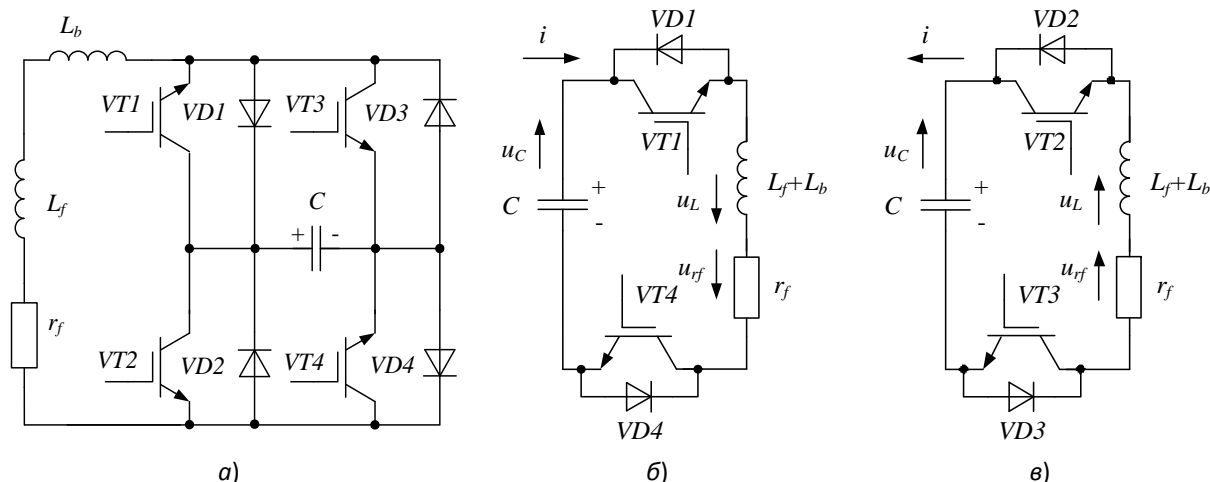 L_b
L_f
r_f
VT1
VD1
VT3
VD3
C
+ -
VT2
VD2
VT4
VD4
а)
i
VD1
VT1
u_C
C
+
-
L_f+L_b
u_L
u_rf
r_f
VT4
VD4
б)
i
VD2
VT2
u_C
C
+
-
L_f+L_b
u_L
u_rf
r_f
VT3
VD3
в)